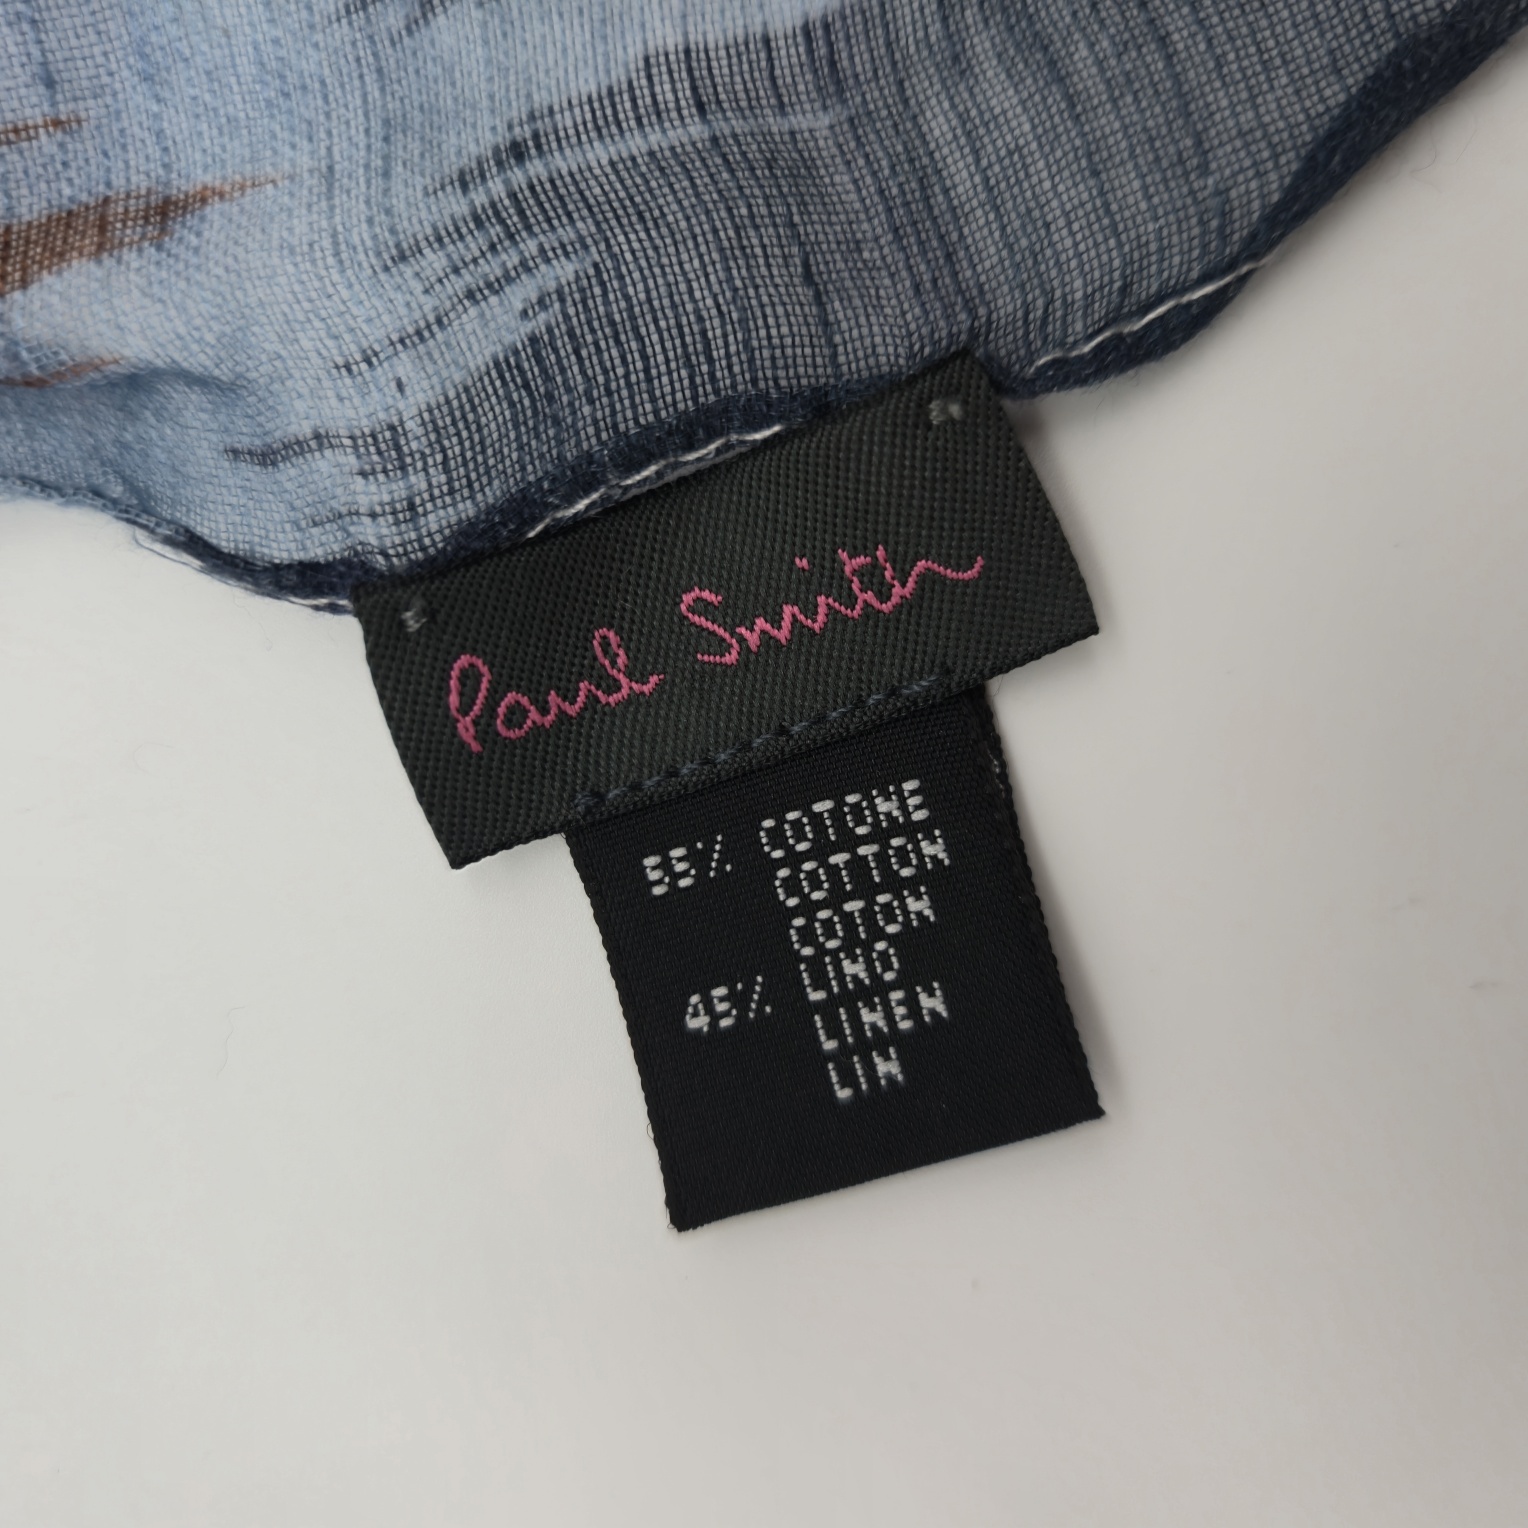 Paul Smith
55% COTONE
COTTON
COTON
45% LINO
LINEN
LIN